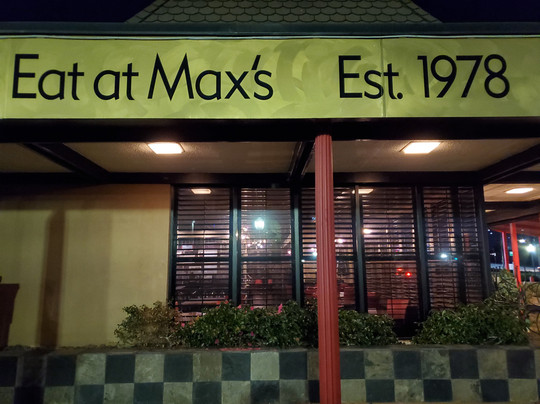 Eat at Max's Est. 1978